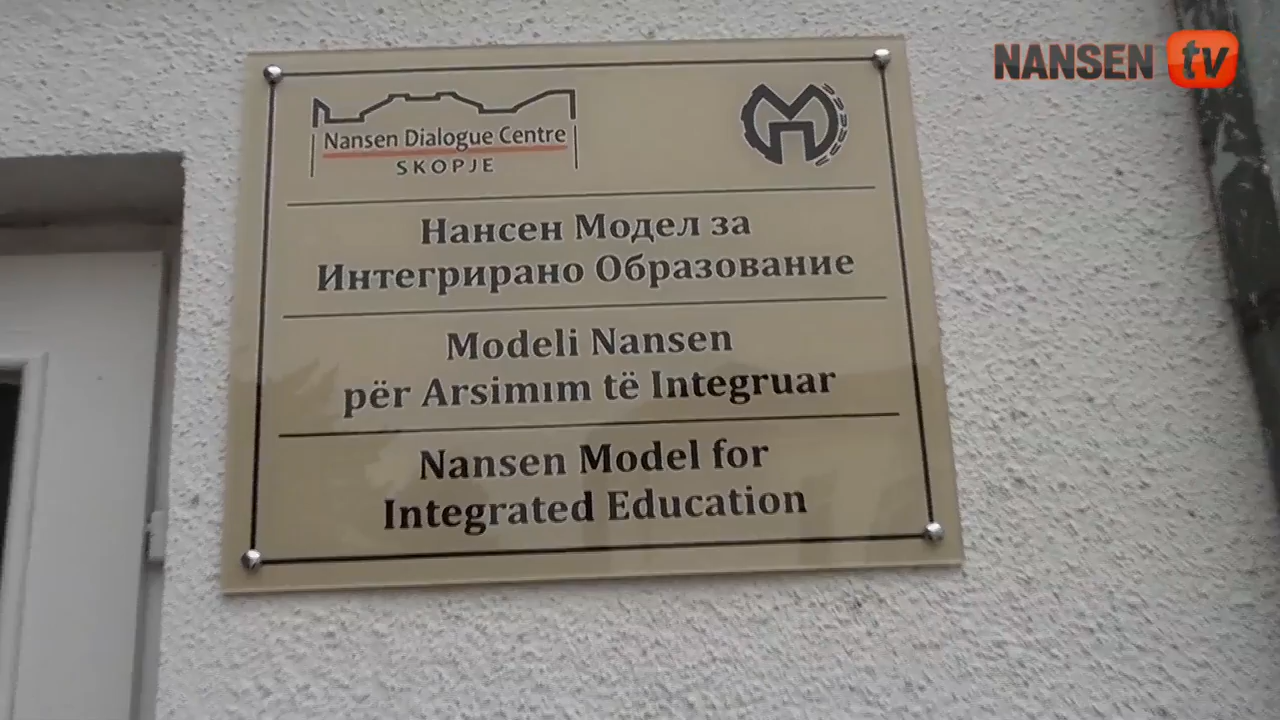 NANSEN tv
Nansen Dialogue Centre
SKOPJE
Нансен Модел за
Интегрирано Образование
Modeli Nansen
për Arsimım të Integruar
Nansen Model for
Integrated Education